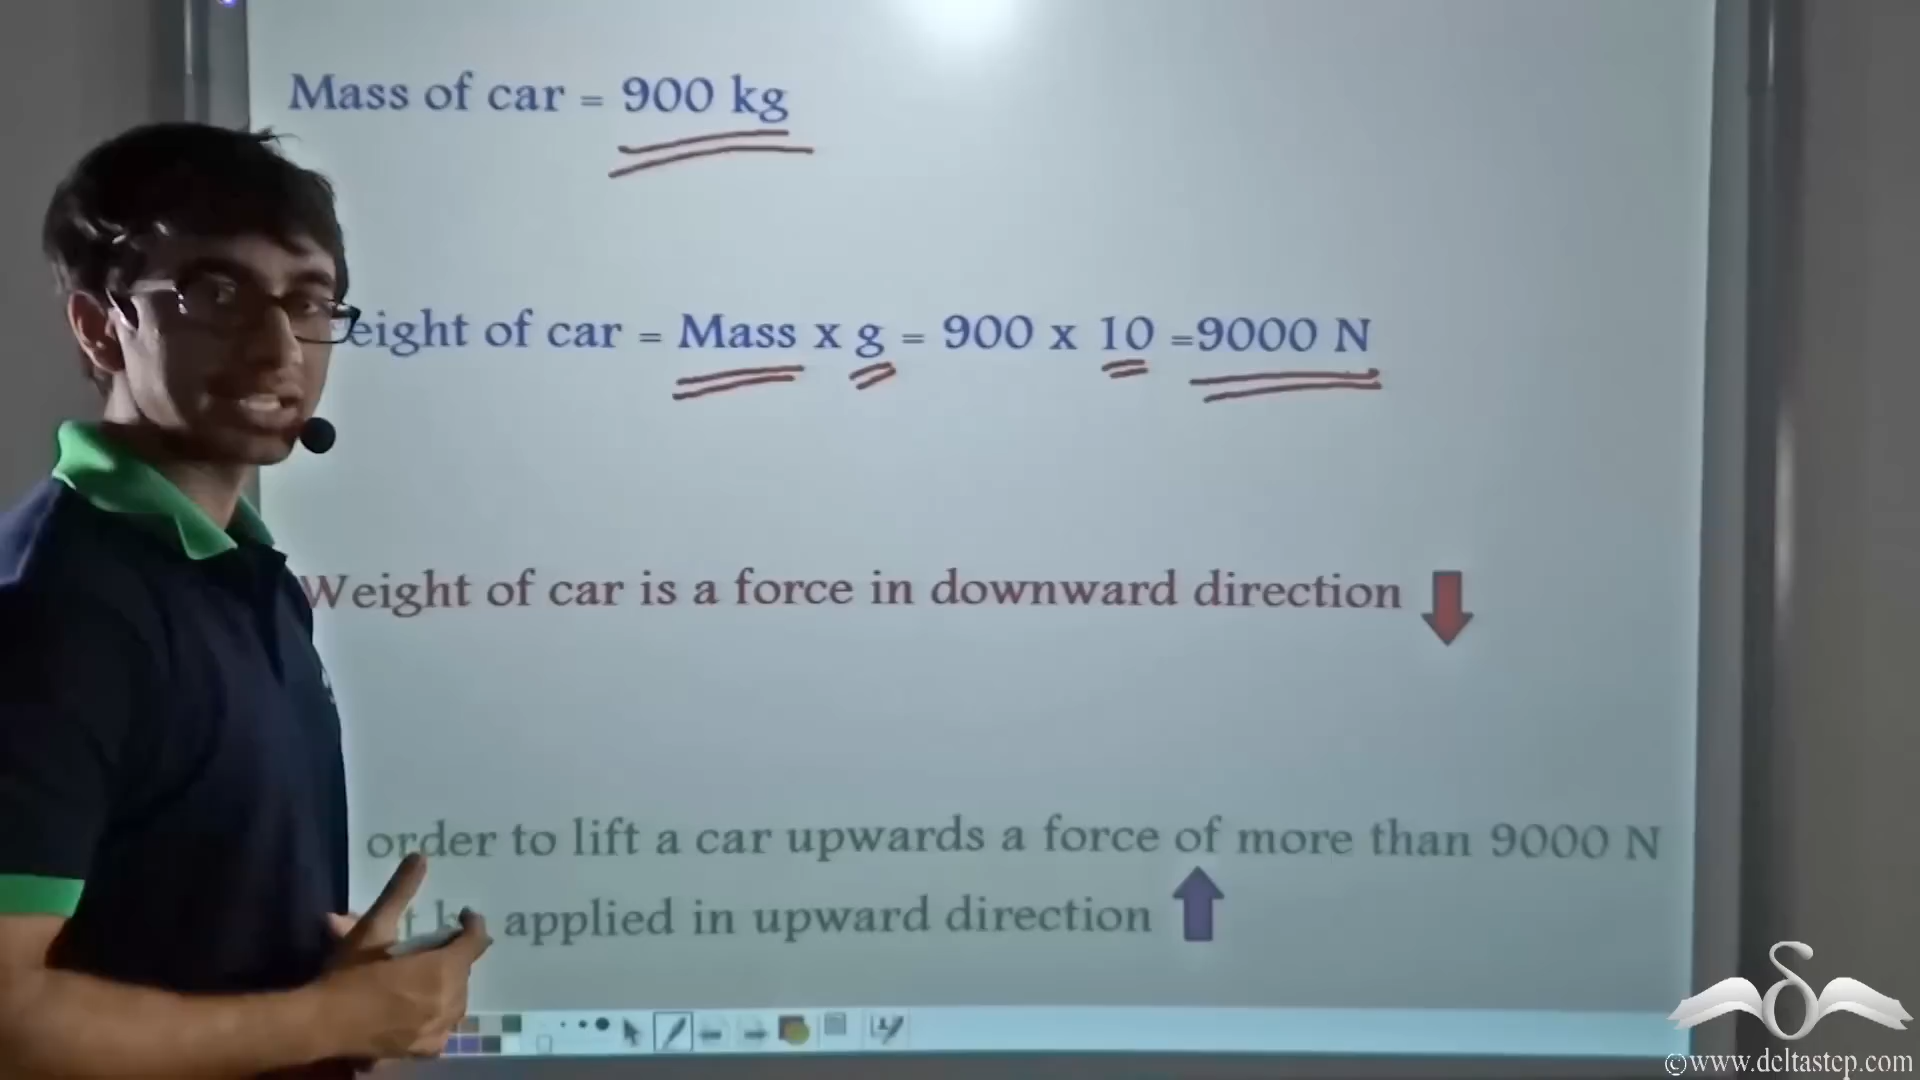 Mass of car = 900 kg
eight of car = Mass x g = 900 x 10 =9000 N
Weight of car is a force in downward direction
order to lift a car upwards a force of more than 9000 N
applied in upward direction
©www.deltastep.com